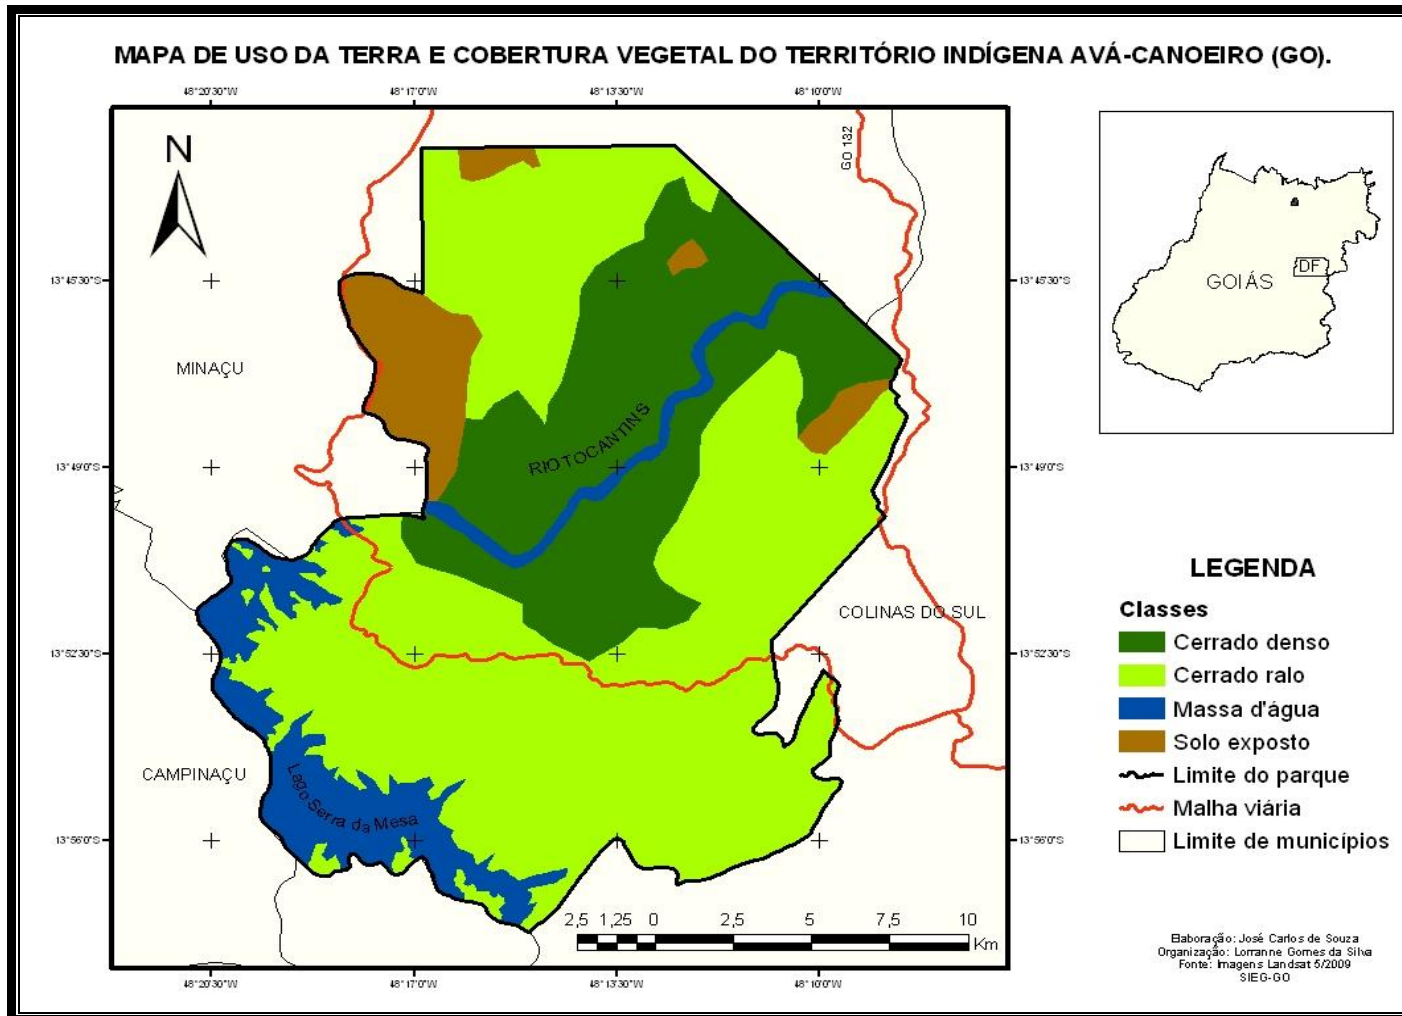 MAPA DE USO DA TERRA E COBERTURA VEGETAL DO TERRITÓRIO INDÍGENA AVÁ-CANOEIRO (GO).
48°20'30"W 48°17'0"W 48°13'30"W 48°10'0"W
N
GO 132
GOIÁS
DF
13°45'30"S 13°45'30"S
MINAÇU
RIO TOCANTINS
13°49'0"S 13°49'0"S
COLINAS DO SUL
13°52'30"S 13°52'30"S
CAMPINAÇU
Lago Serra da Mesa
13°56'0"S 13°56'0"S
2,5 1,25 0 2,5 5 7,5 10
Km
48°20'30"W 48°17'0"W 48°13'30"W 48°10'0"W
LEGENDA
Classes
Cerrado denso
Cerrado ralo
Massa d'água
Solo exposto
Limite do parque
Malha viária
Limite de municípios
Elaboração: José Carlos de Souza
Organização: Lorranne Gomes da Silva
Fonte: Imagens Landsat 5/2009
SIEG-GO